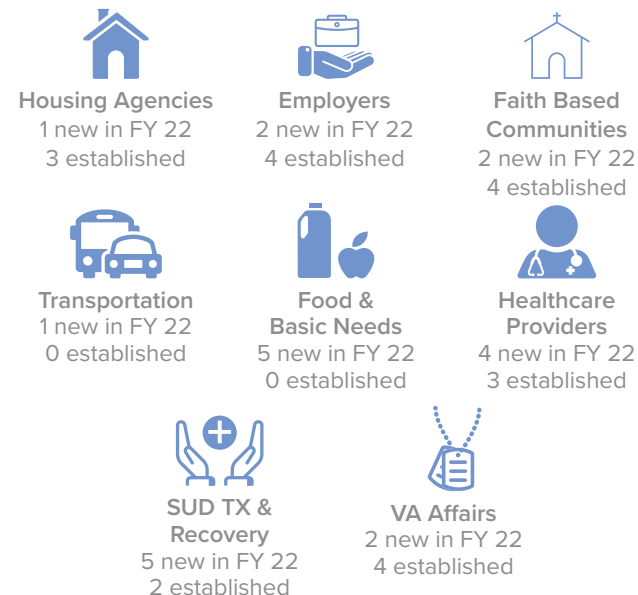 Housing Agencies
1 new in FY 22
3 established
Employers
2 new in FY 22
4 established
Faith Based
Communities
2 new in FY 22
4 established
Transportation
1 new in FY 22
0 established
Food &
Basic Needs
5 new in FY 22
0 established
Healthcare
Providers
4 new in FY 22
3 established
SUD TX &
Recovery
5 new in FY 22
2 established
VA Affairs
2 new in FY 22
4 established